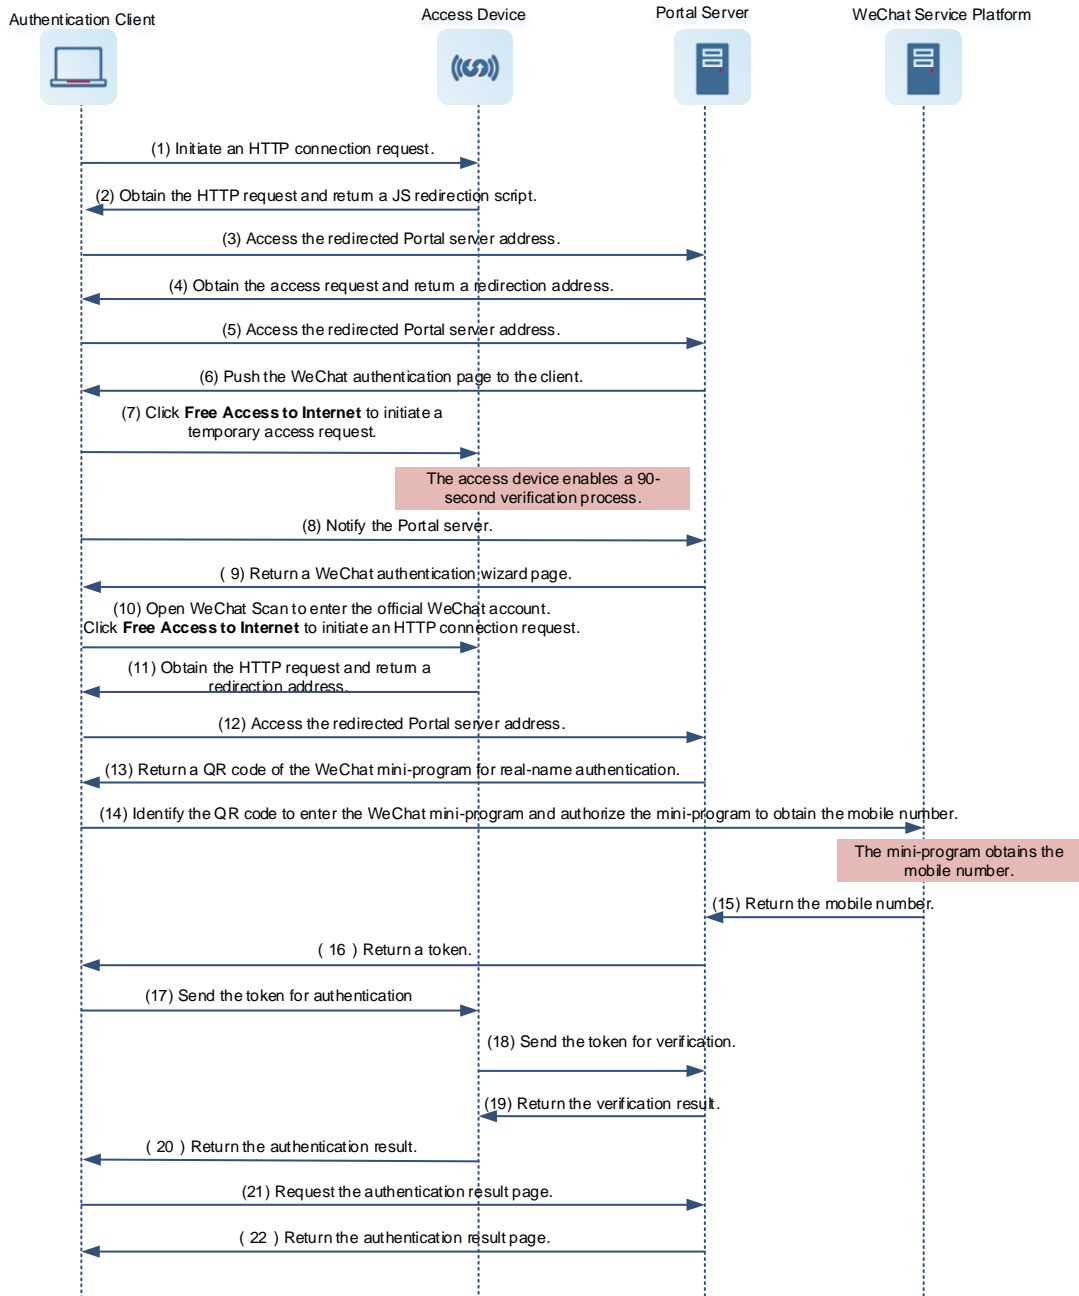 Authentication Client
Access Device
Portal Server
WeChat Service Platform
(1) Initiate an HTTP connection request.
(2) Obtain the HTTP request and return a JS redirection script.
(3) Access the redirected Portal server address.
(4) Obtain the access request and return a redirection address.
(5) Access the redirected Portal server address.
(6) Push the WeChat authentication page to the client.
(7) Click Free Access to Internet to initiate a
temporary access request.
The access device enables a 90-
second verification process.
(8) Notify the Portal server.
( 9) Return a WeChat authentication wizard page.
(10) Open WeChat Scan to enter the official WeChat account.
Click Free Access to Internet to initiate an HTTP connection request.
(11) Obtain the HTTP request and return a
redirection address.
(12) Access the redirected Portal server address.
(13) Return a QR code of the WeChat mini-program for real-name authentication.
(14) Identify the QR code to enter the WeChat mini-program and authorize the mini-program to obtain the mobile number.
The mini-program obtains the
mobile number.
(15) Return the mobile number.
( 16 ) Return a token.
(17) Send the token for authentication
(18) Send the token for verification.
(19) Return the verification result.
( 20 ) Return the authentication result.
(21) Request the authentication result page.
( 22 ) Return the authentication result page.